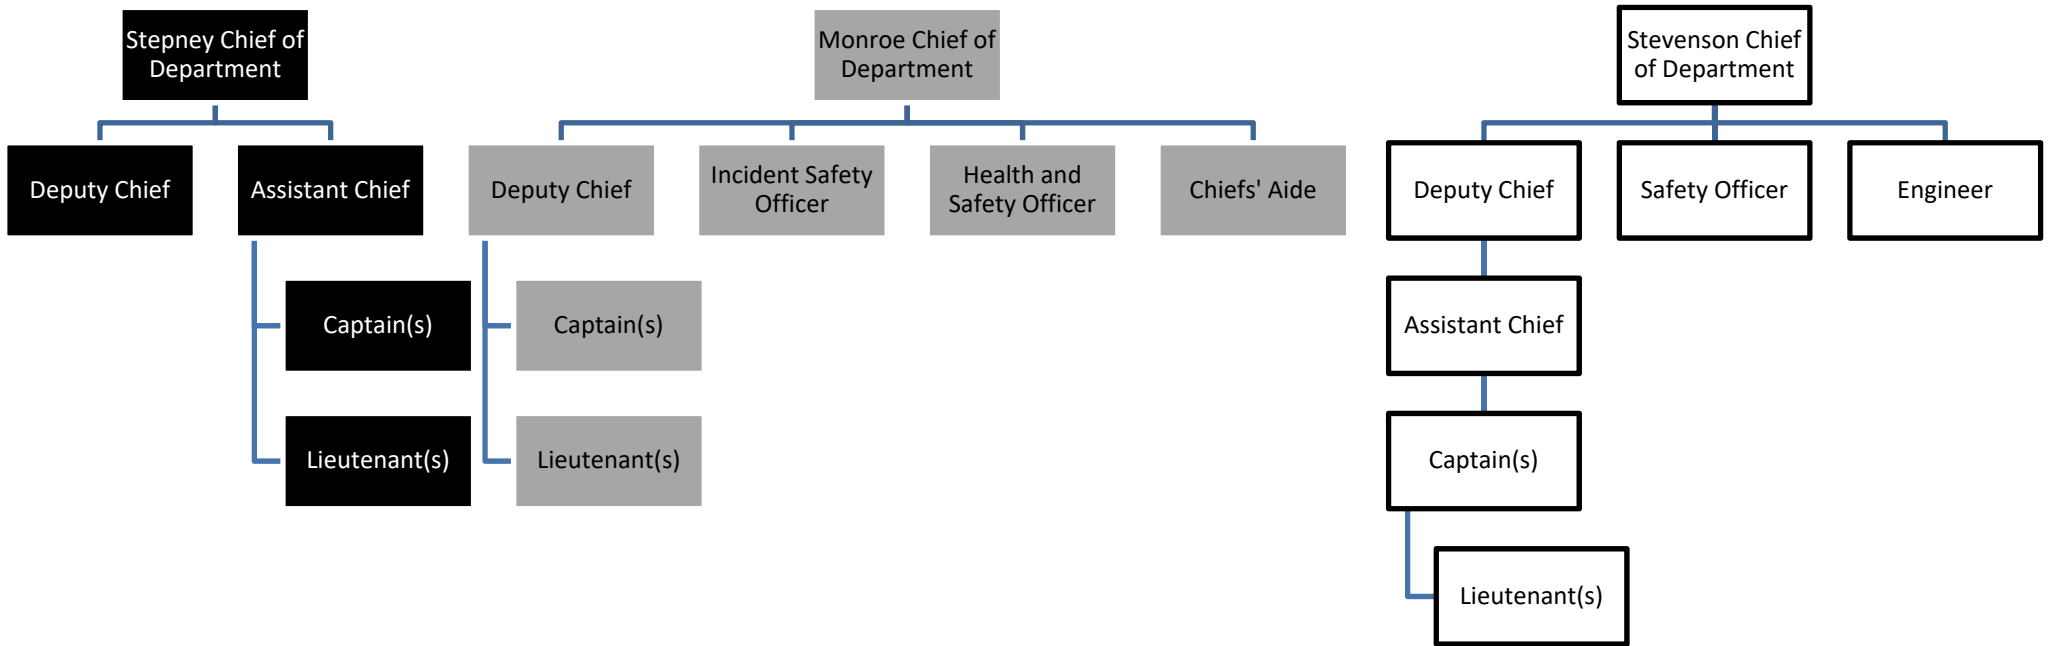 Stepney Chief of
Department
Monroe Chief of
Department
Stevenson Chief
of Department
Deputy Chief
Assistant Chief
Deputy Chief
Incident Safety
Officer
Health and
Safety Officer
Chiefs' Aide
Deputy Chief
Safety Officer
Engineer
Captain(s)
Captain(s)
Assistant Chief
Lieutenant(s)
Lieutenant(s)
Captain(s)
Lieutenant(s)